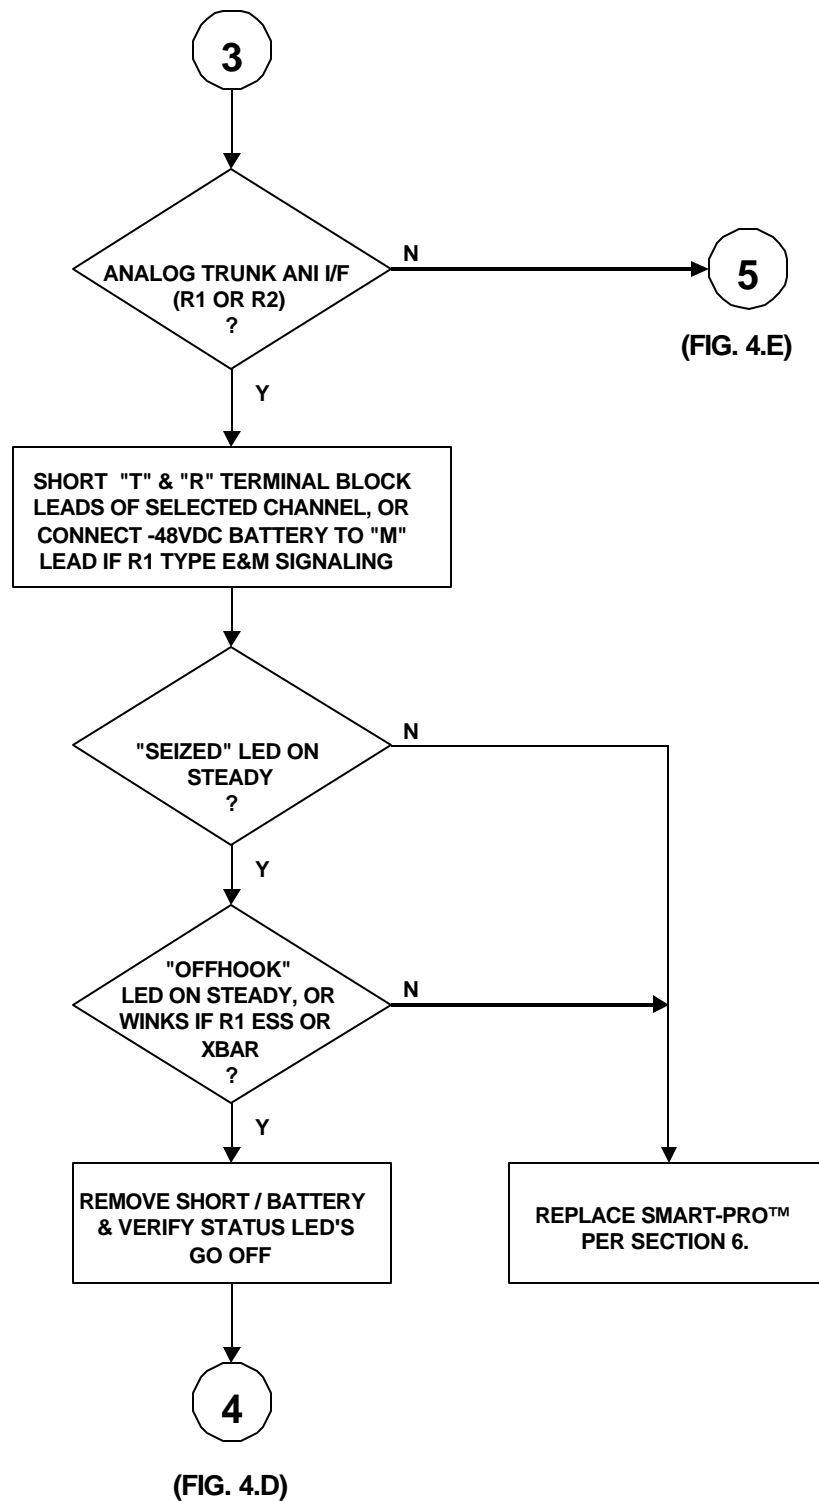 3
ANALOG TRUNK ANI I/F
(R1 OR R2)
?
N
5
(FIG. 4.E)
Y
SHORT "T" & "R" TERMINAL BLOCK
LEADS OF SELECTED CHANNEL, OR
CONNECT -48VDC BATTERY TO "M"
LEAD IF R1 TYPE E&M SIGNALING
"SEIZED" LED ON
STEADY
?
N
Y
"OFFHOOK"
LED ON STEADY, OR
WINKS IF R1 ESS OR
XBAR
?
N
Y
REMOVE SHORT / BATTERY
& VERIFY STATUS LED'S
GO OFF
REPLACE SMART-PRO™
PER SECTION 6.
4
(FIG. 4.D)